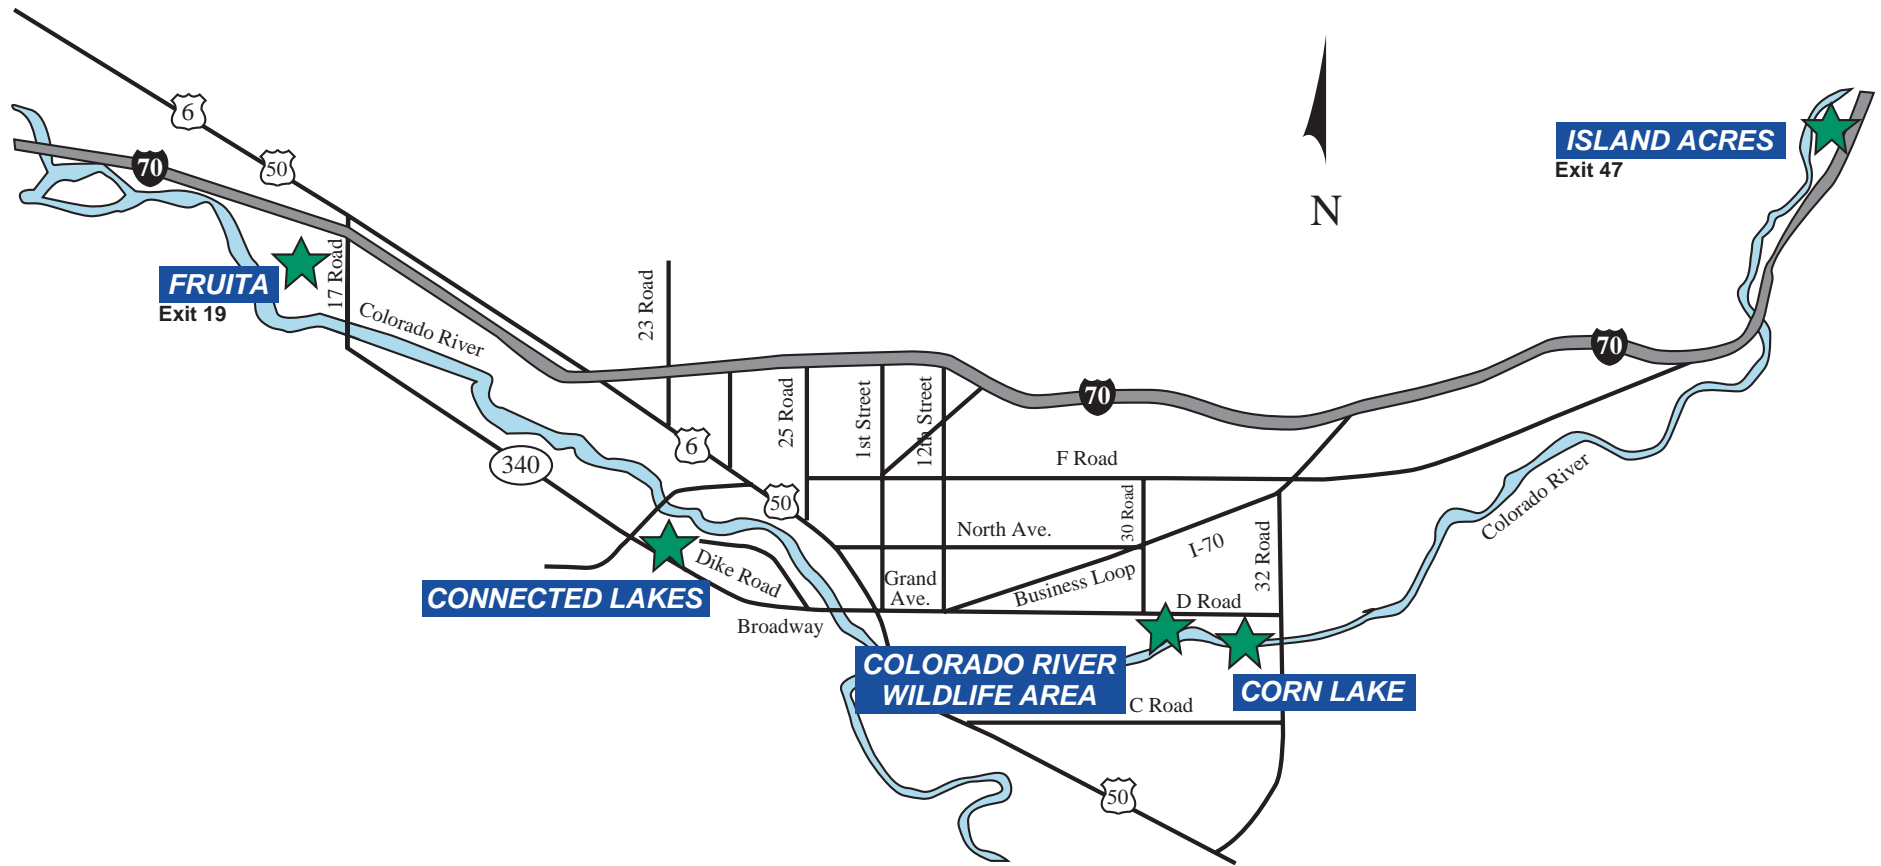 6
50
70
ISLAND ACRES
Exit 47
N
FRUITA
Exit 19
17 Road
Colorado River
23 Road
70
70
25 Road
1st Street
12th Street
6
340
F Road
50
30 Road
North Ave.
I-70
Business Loop
32 Road
Colorado River
Dike Road
Grand
Ave.
CONNECTED LAKES
Broadway
D Road
COLORADO RIVER
WILDLIFE AREA
CORN LAKE
C Road
50